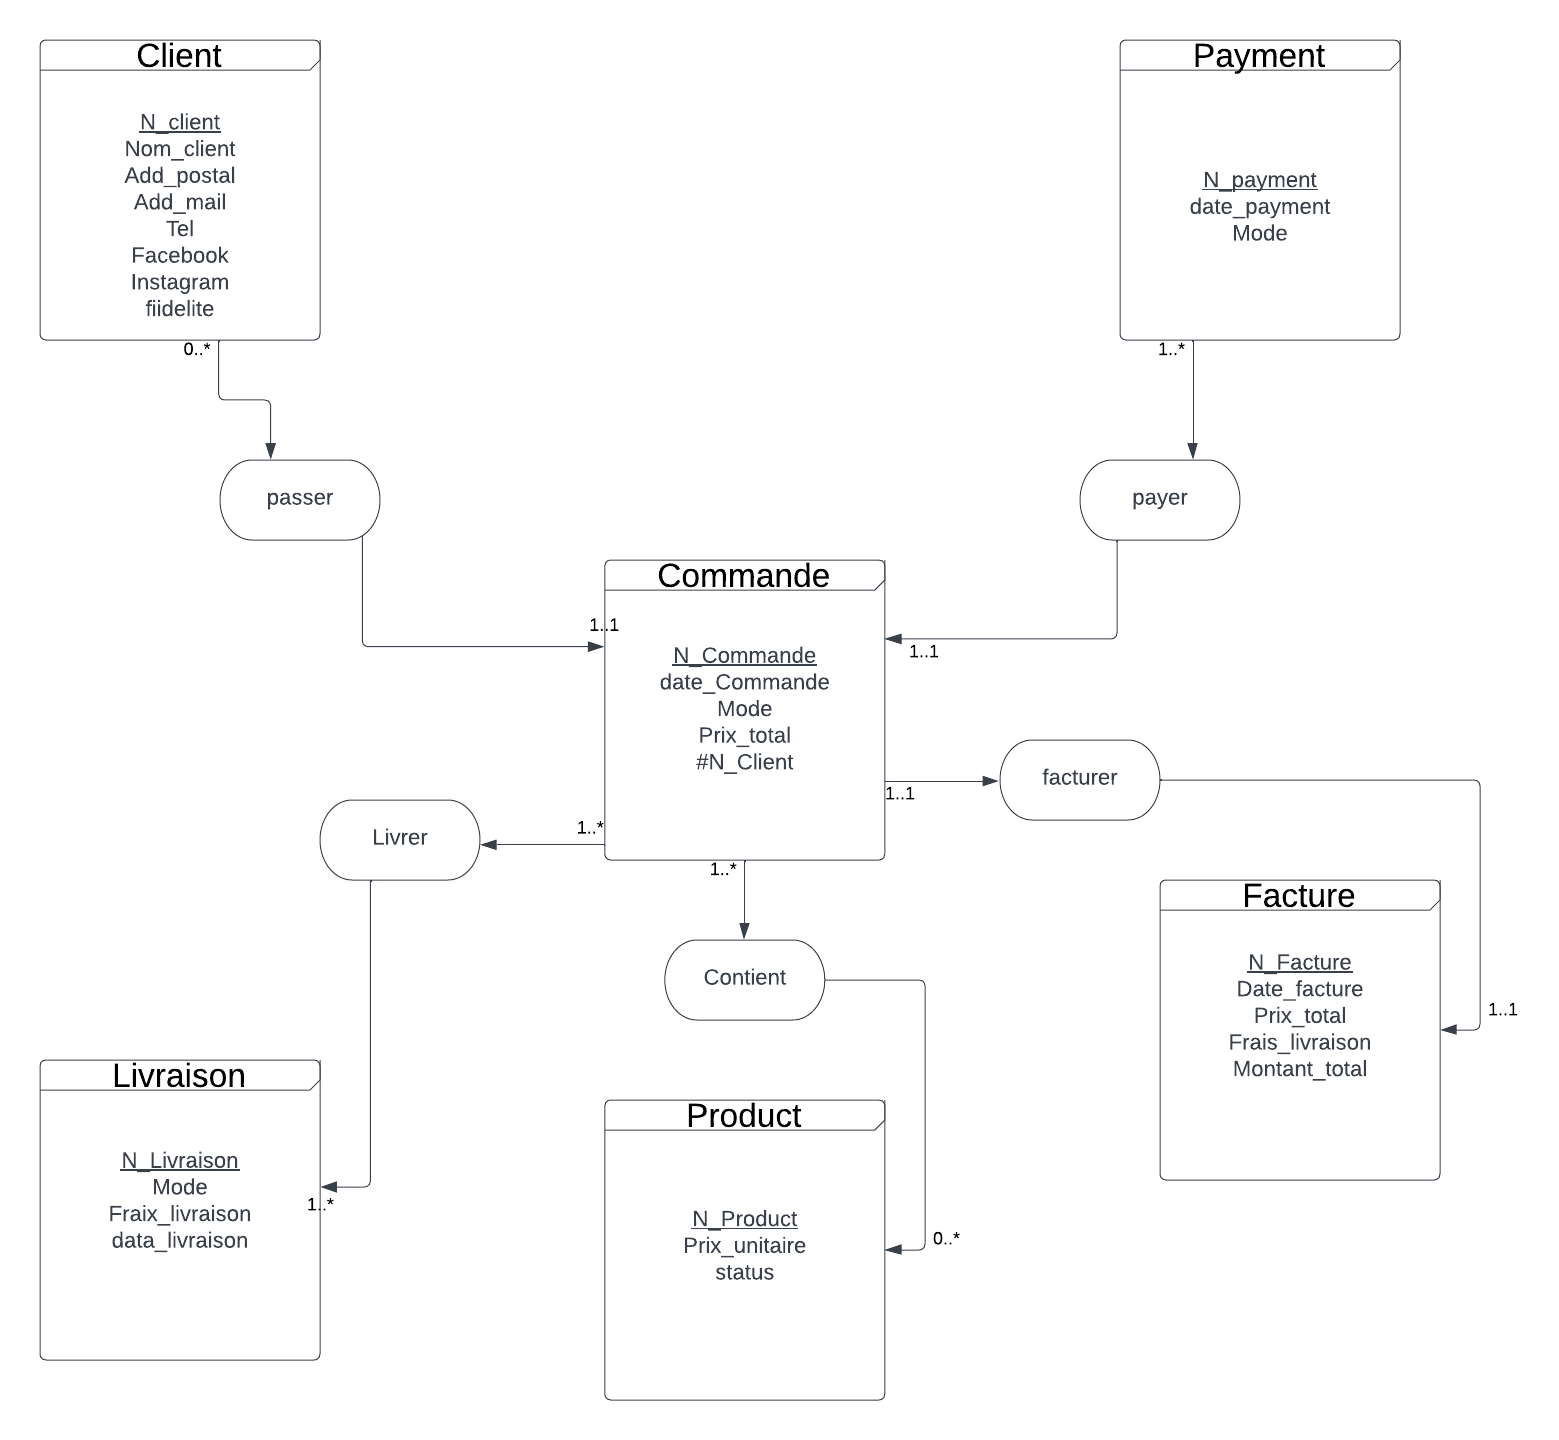 Client
N_client
Nom_client
Add_postal
Add_mail
Tel
Facebook
Instagram
fiidelite
0..*
Payment
N_payment
date_payment
Mode
1..*
passer
payer
Commande
1..1
N_Commande
date_Commande
Mode
Prix_total
#N_Client
1..1
facturer
1..1
Livrer
1..*
1..*
Contient
Facture
N_Facture
Date_facture
Prix_total
Frais_livraison
Montant_total
1..1
Livraison
N_Livraison
Mode
Fraix_livraison
data_livraison
1..*
Product
N_Product
Prix_unitaire
status
0..*